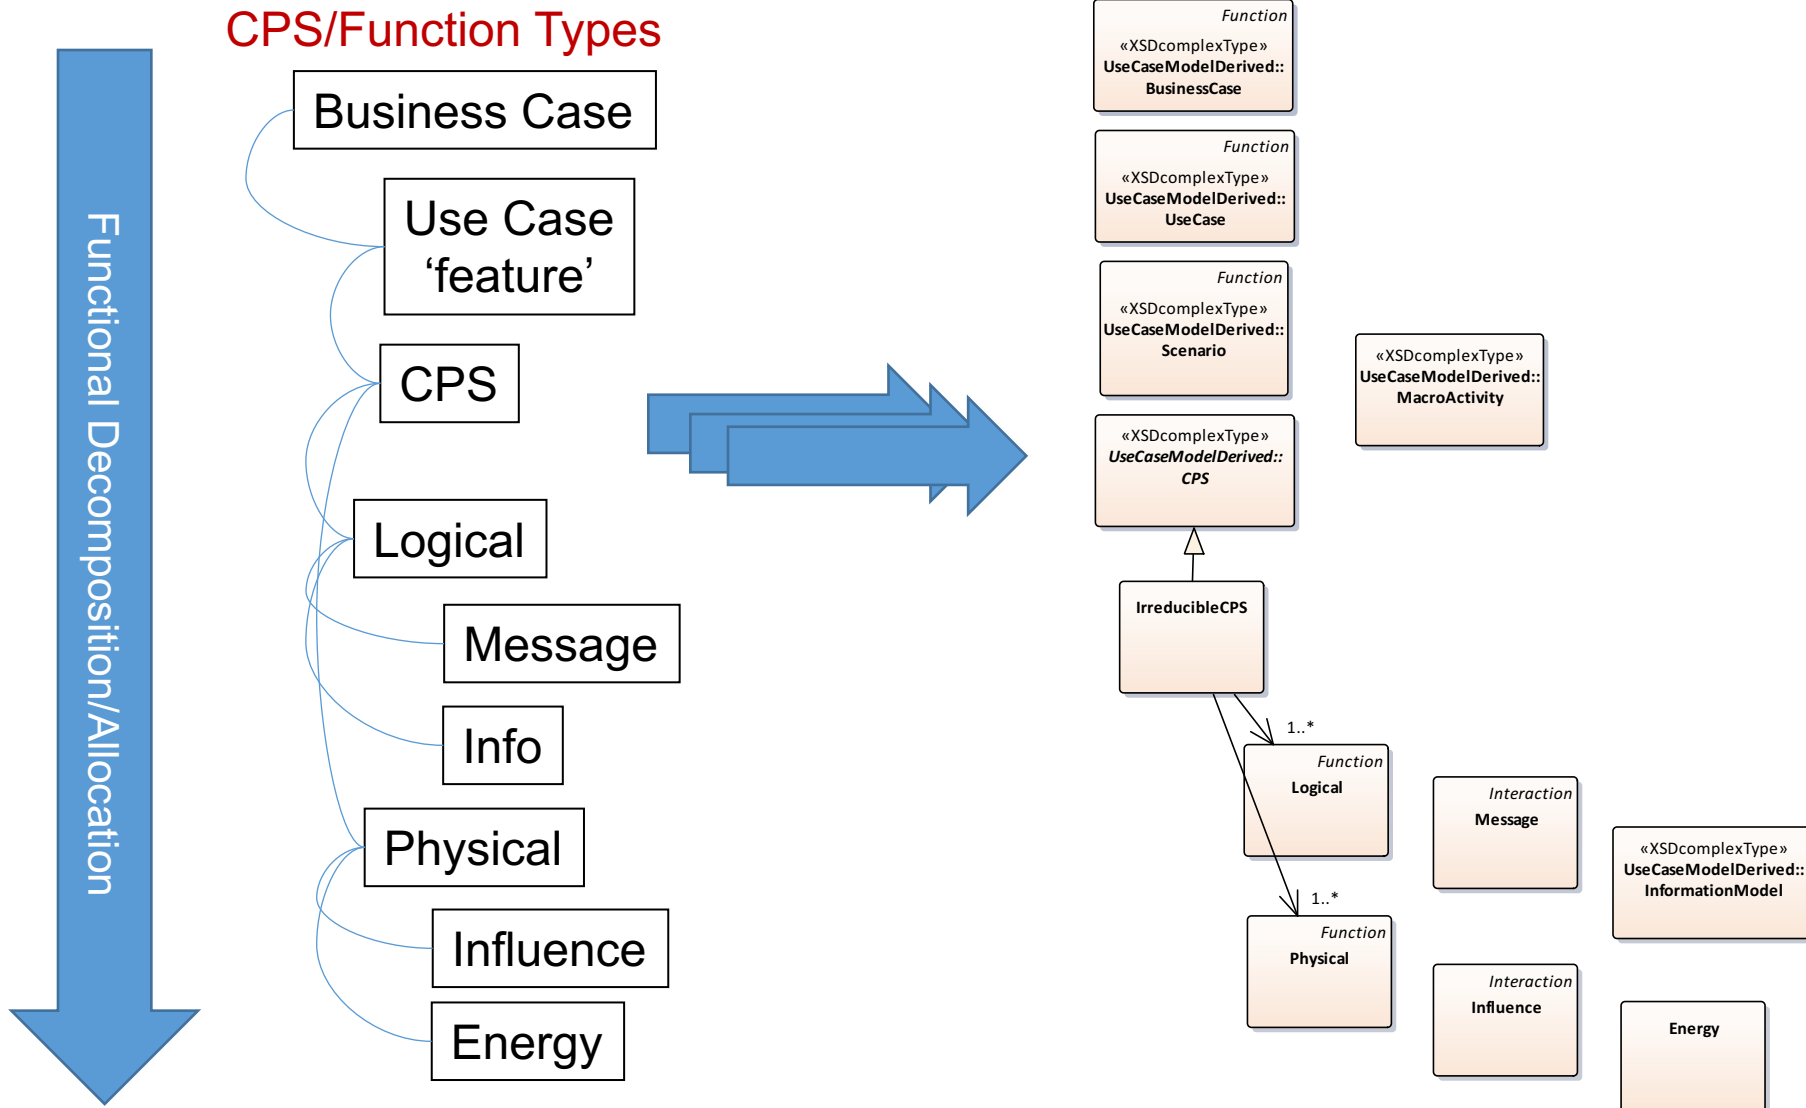 CPS/Function Types
Functional Decomposition/Allocation
Business Case
Use Case
‘feature’
CPS
Logical
Message
Info
Physical
Influence
Energy
Function
«XSDcomplexType»
UseCaseModelDerived::
BusinessCase
Function
«XSDcomplexType»
UseCaseModelDerived::
UseCase
Function
«XSDcomplexType»
UseCaseModelDerived::
Scenario
«XSDcomplexType»
UseCaseModelDerived::
MacroActivity
«XSDcomplexType»
UseCaseModelDerived::
CPS
IrreducibleCPS
1..*
Function
Logical
Interaction
Message
«XSDcomplexType»
UseCaseModelDerived::
InformationModel
1..*
Function
Physical
Interaction
Influence
Energy